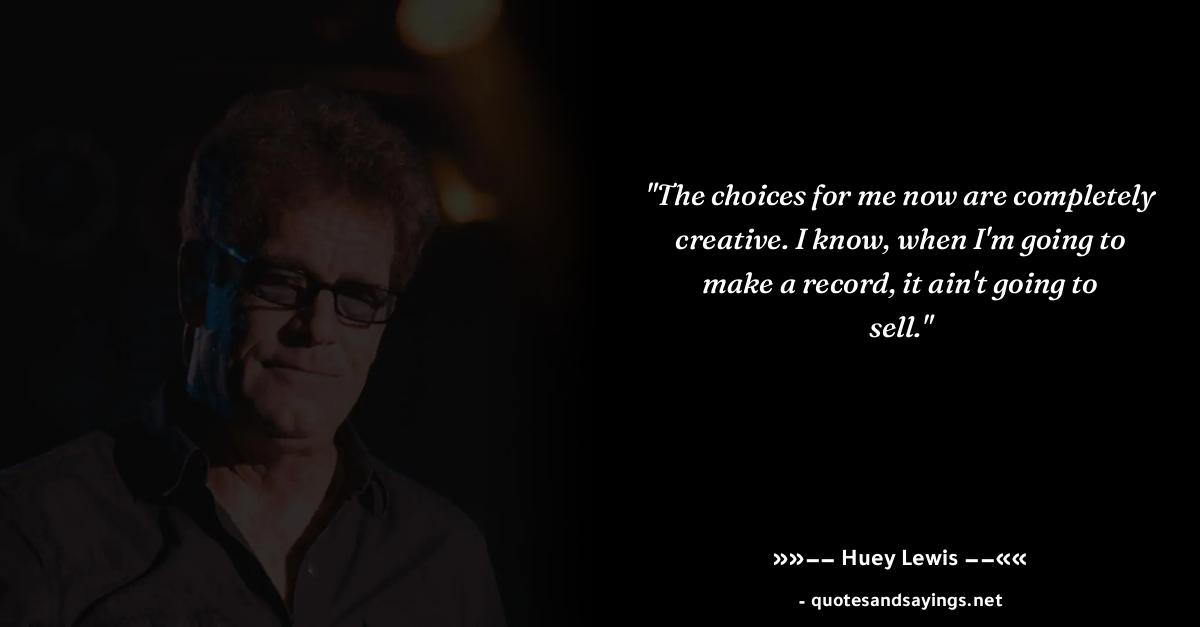 "The choices for me now are completely
creative. I know, when I'm going to
make a record, it ain't going to
sell."
»»−− Huey Lewis −−««
- quotesandsayings.net